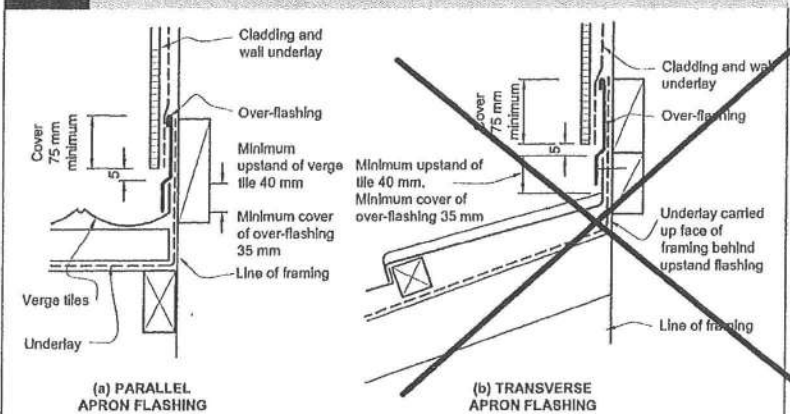 Cladding and
wall underlay
Over-flashing
Cover
75 mm
minimum
5
Minimum
upstand of verge
tile 40 mm
Minimum cover
of over-flashing
35 mm
Line of framing
Verge tiles
Underlay
(a) PARALLEL
APRON FLASHING
Cladding and wall
underlay
Over-flashing
Cover
75 mm
minimum
5
Minimum upstand of
tile 40 mm.
Minimum cover of
over-flashing 35 mm
Underlay carried
up face of
framing behind
upstand flashing
Line of framing
(b) TRANSVERSE
APRON FLASHING